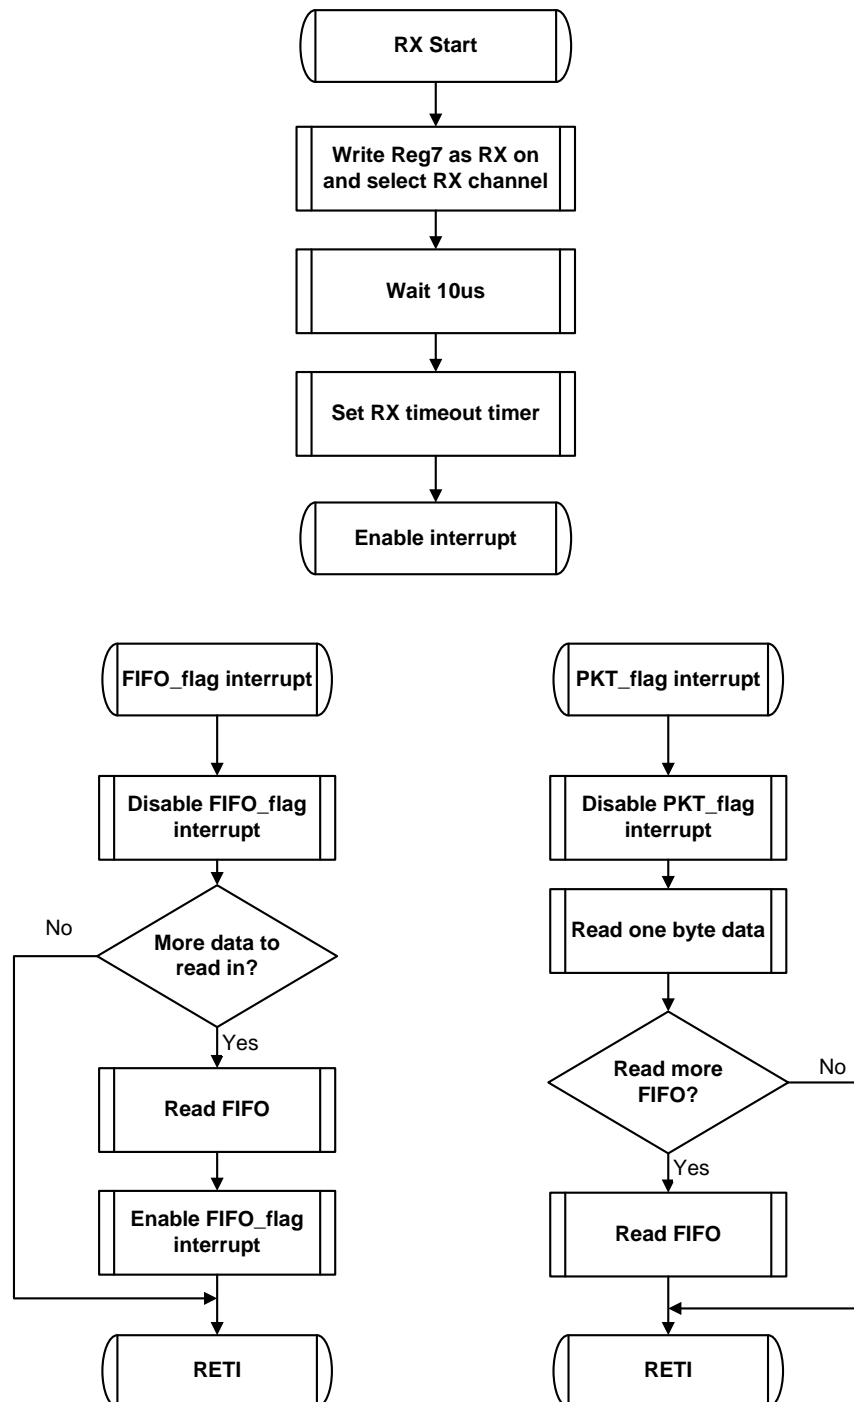 RX Start
Write Reg7 as RX on
and select RX channel
Wait 10us
Set RX timeout timer
Enable interrupt
FIFO_flag interrupt
Disable FIFO_flag
interrupt
No
More data to
read in?
Yes
Read FIFO
Enable FIFO_flag
interrupt
RETI
PKT_flag interrupt
Disable PKT_flag
interrupt
Read one byte data
Read more
FIFO?
No
Yes
Read FIFO
RETI